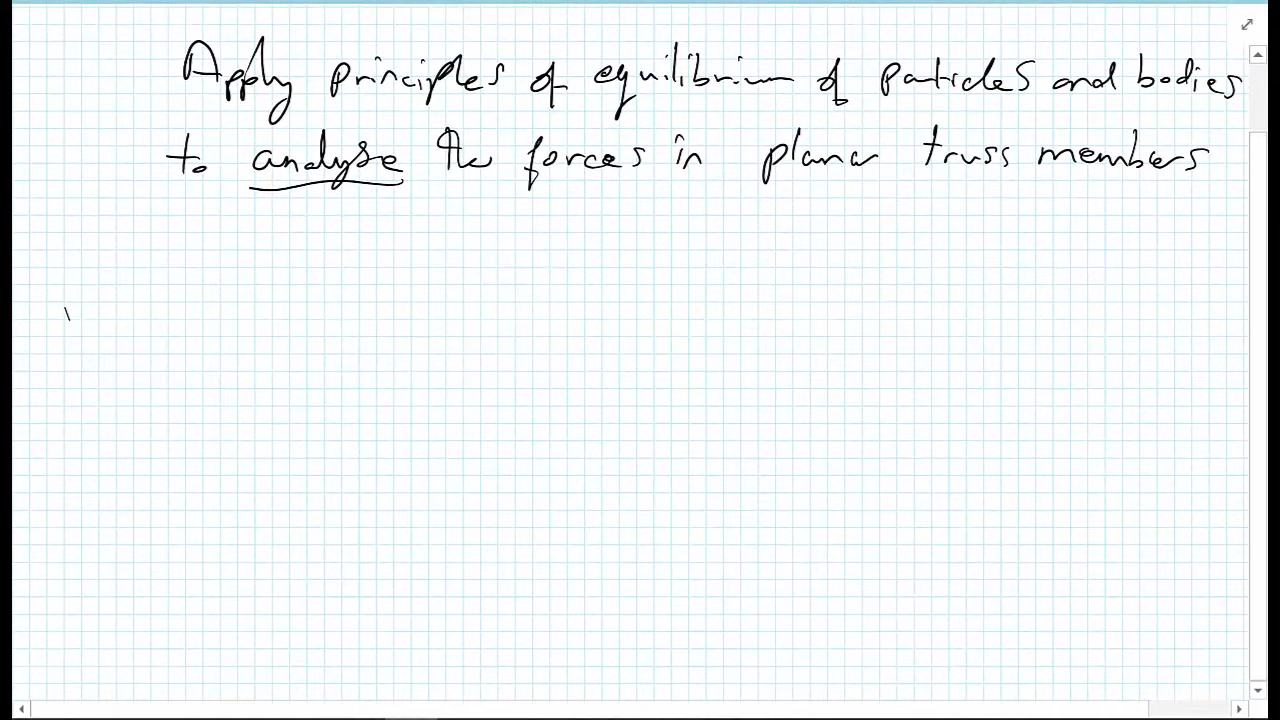 Apply principles of equilibrium of particles and bodies
to analyse the forces in planar truss members